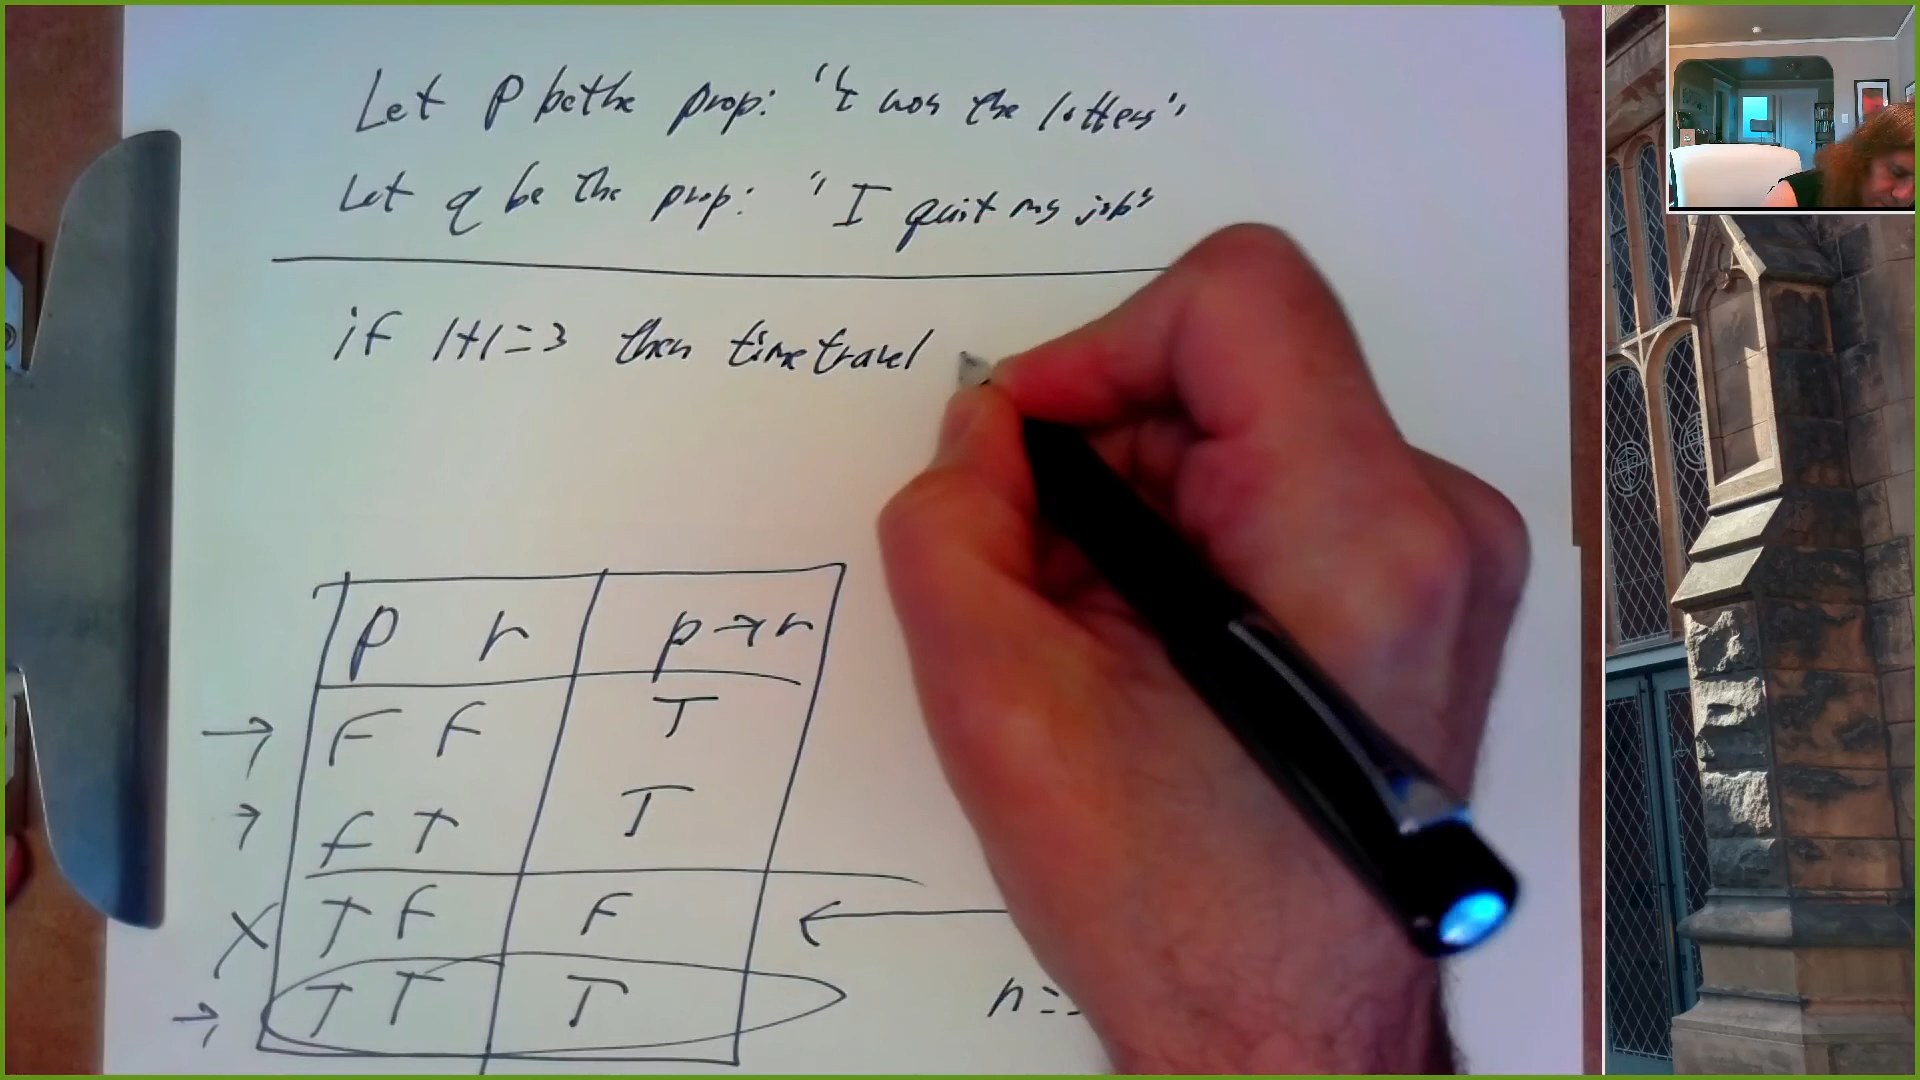 Let p be the prop: "I won the lottery"
Let q be the prop: "I quit my job"
if 1+1=3 then time travel
p r p→r
F F T
F T T
T F F
T T T
n=